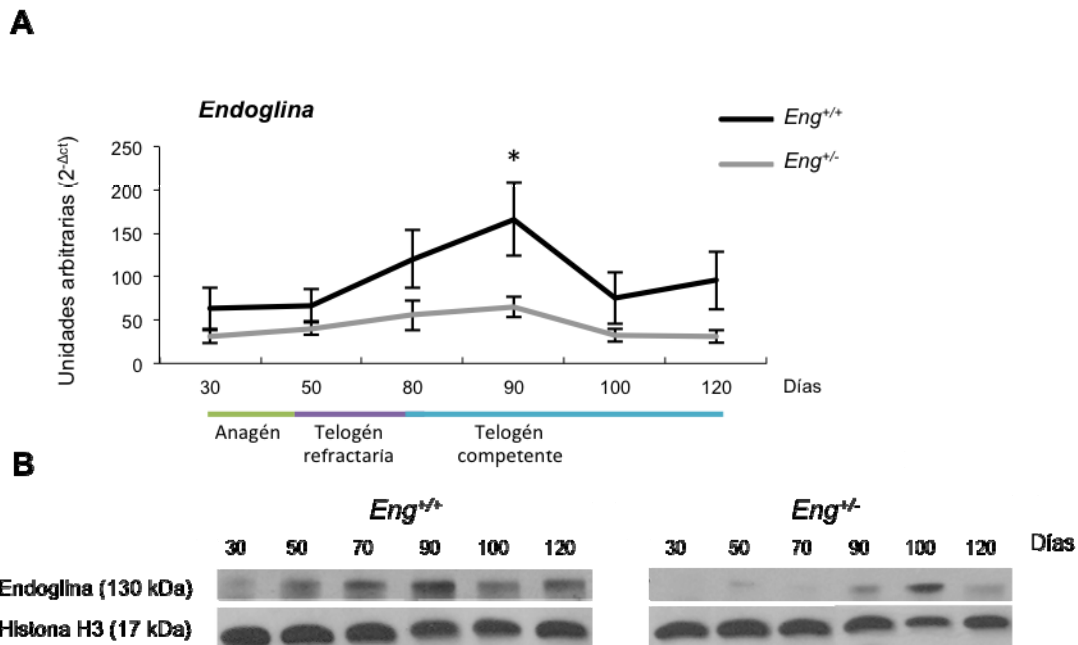 A
Endoglina
Eng+/+
Eng+/-
*
Unidades arbitrarias (2-Δct)
250
200
150
100
50
0
30 50 80 90 100 120 Días
Anagén
Telogén
refractaria
Telogén
competente
B
Eng+/+
Eng+/-
30 50 70 90 100 120
30 50 70 90 100 120 Días
Endoglina (130 kDa)
Histona H3 (17 kDa)